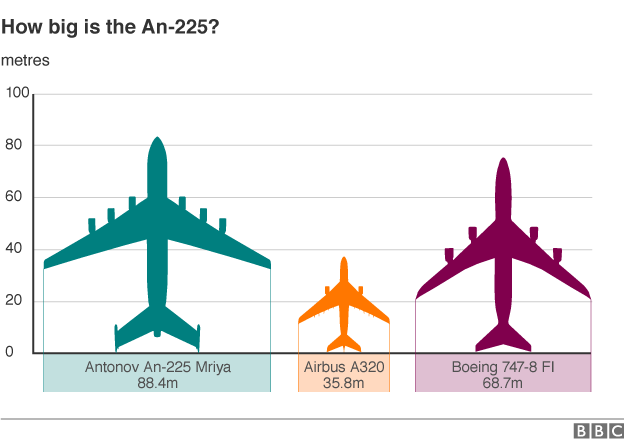 How big is the An-225?
metres
100
80
60
40
20
0
Antonov An-225 Mriya
88.4m
Airbus A320
35.8m
Boeing 747-8 FI
68.7m
BBC